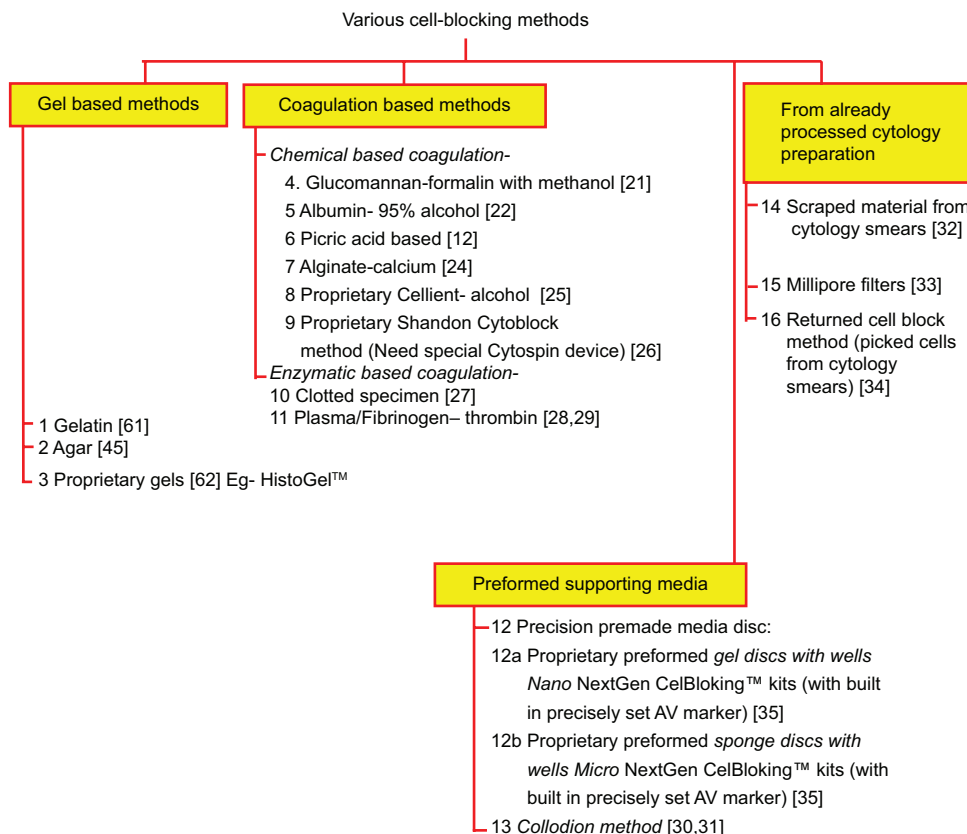 Various cell-blocking methods
Gel based methods
1 Gelatin [61]
2 Agar [45]
3 Proprietary gels [62] Eg- HistoGel™
Coagulation based methods
Chemical based coagulation-
4. Glucomannan-formalin with methanol [21]
5 Albumin- 95% alcohol [22]
6 Picric acid based [12]
7 Alginate-calcium [24]
8 Proprietary Cellient- alcohol [25]
9 Proprietary Shandon Cytoblock
method (Need special Cytospin device) [26]
Enzymatic based coagulation-
10 Clotted specimen [27]
11 Plasma/Fibrinogen– thrombin [28,29]
Preformed supporting media
12 Precision premade media disc:
12a Proprietary preformed gel discs with wells
Nano NextGen CelBloking™ kits (with built
in precisely set AV marker) [35]
12b Proprietary preformed sponge discs with
wells Micro NextGen CelBloking™ kits (with
built in precisely set AV marker) [35]
13 Collodion method [30,31]
From already
processed cytology
preparation
14 Scraped material from
cytology smears [32]
15 Millipore filters [33]
16 Returned cell block
method (picked cells
from cytology
smears) [34]